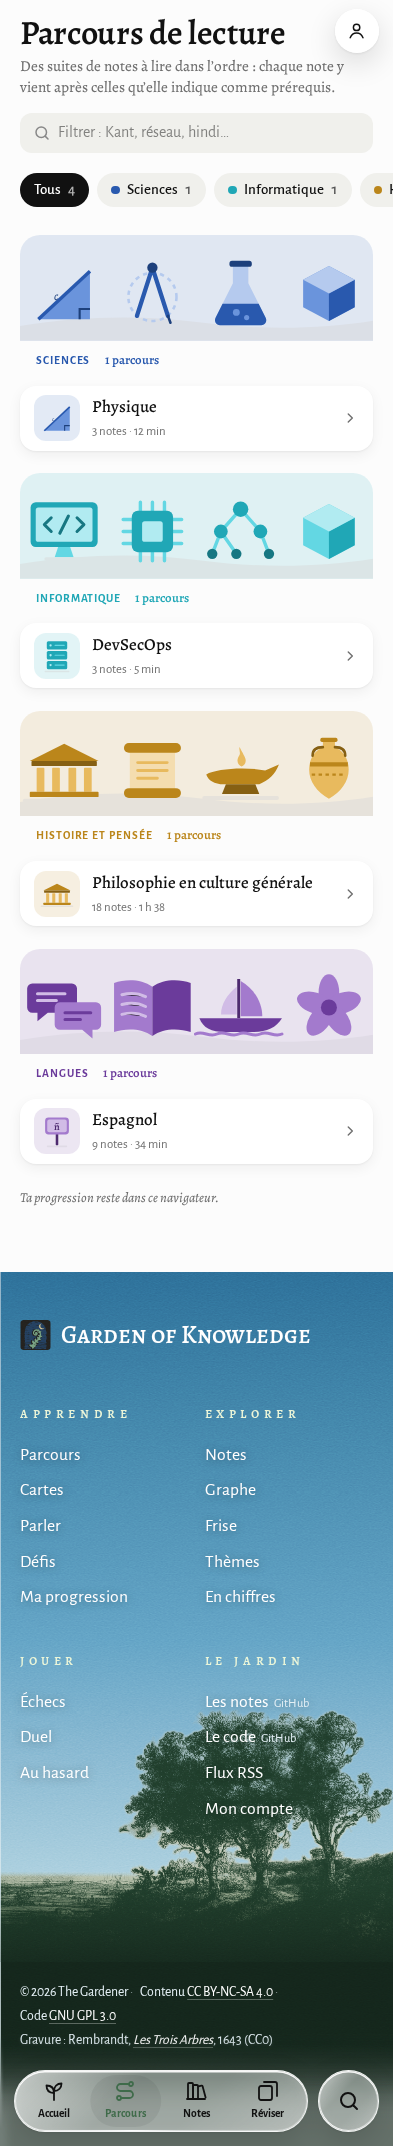 Parcours de lecture
Des suites de notes à lire dans l'ordre : chaque note y
vient après celles qu'elle indique comme prérequis.
Filtrer : Kant, réseau, hindi…
Tous 4
Sciences 1
Informatique 1
SCIENCES 1 parcours
Physique
3 notes · 12 min
INFORMATIQUE 1 parcours
DevSecOps
3 notes · 5 min
HISTOIRE ET PENSÉE 1 parcours
Philosophie en culture générale
18 notes · 1 h 38
LANGUES 1 parcours
ñ
Espagnol
9 notes · 34 min
Ta progression reste dans ce navigateur.
Garden of Knowledge
APPRENDRE
Parcours
Cartes
Parler
Défis
Ma progression
EXPLORER
Notes
Graphe
Frise
Thèmes
En chiffres
JOUER
Échecs
Duel
Au hasard
LE JARDIN
Les notes GitHub
Le code GitHub
Flux RSS
Mon compte
© 2026 The Gardener · Contenu CC BY-NC-SA 4.0 ·
Code GNU GPL 3.0
Gravure : Rembrandt, Les Trois Arbres, 1643 (CC0)
Accueil
Parcours
Notes
Réviser